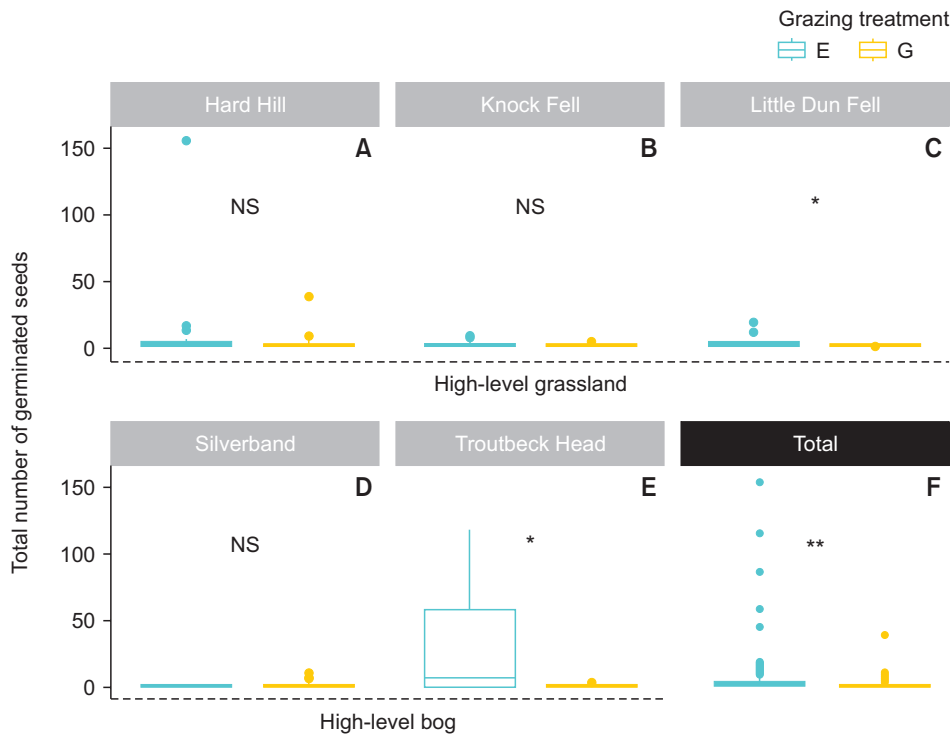 Grazing treatment
E G
Hard Hill Knock Fell Little Dun Fell
Total number of germinated seeds
150
100
50
0
A
NS
B
NS
C
*
High-level grassland
Silverband Troutbeck Head Total
150
100
50
0
D
NS
E
*
F
**
High-level bog